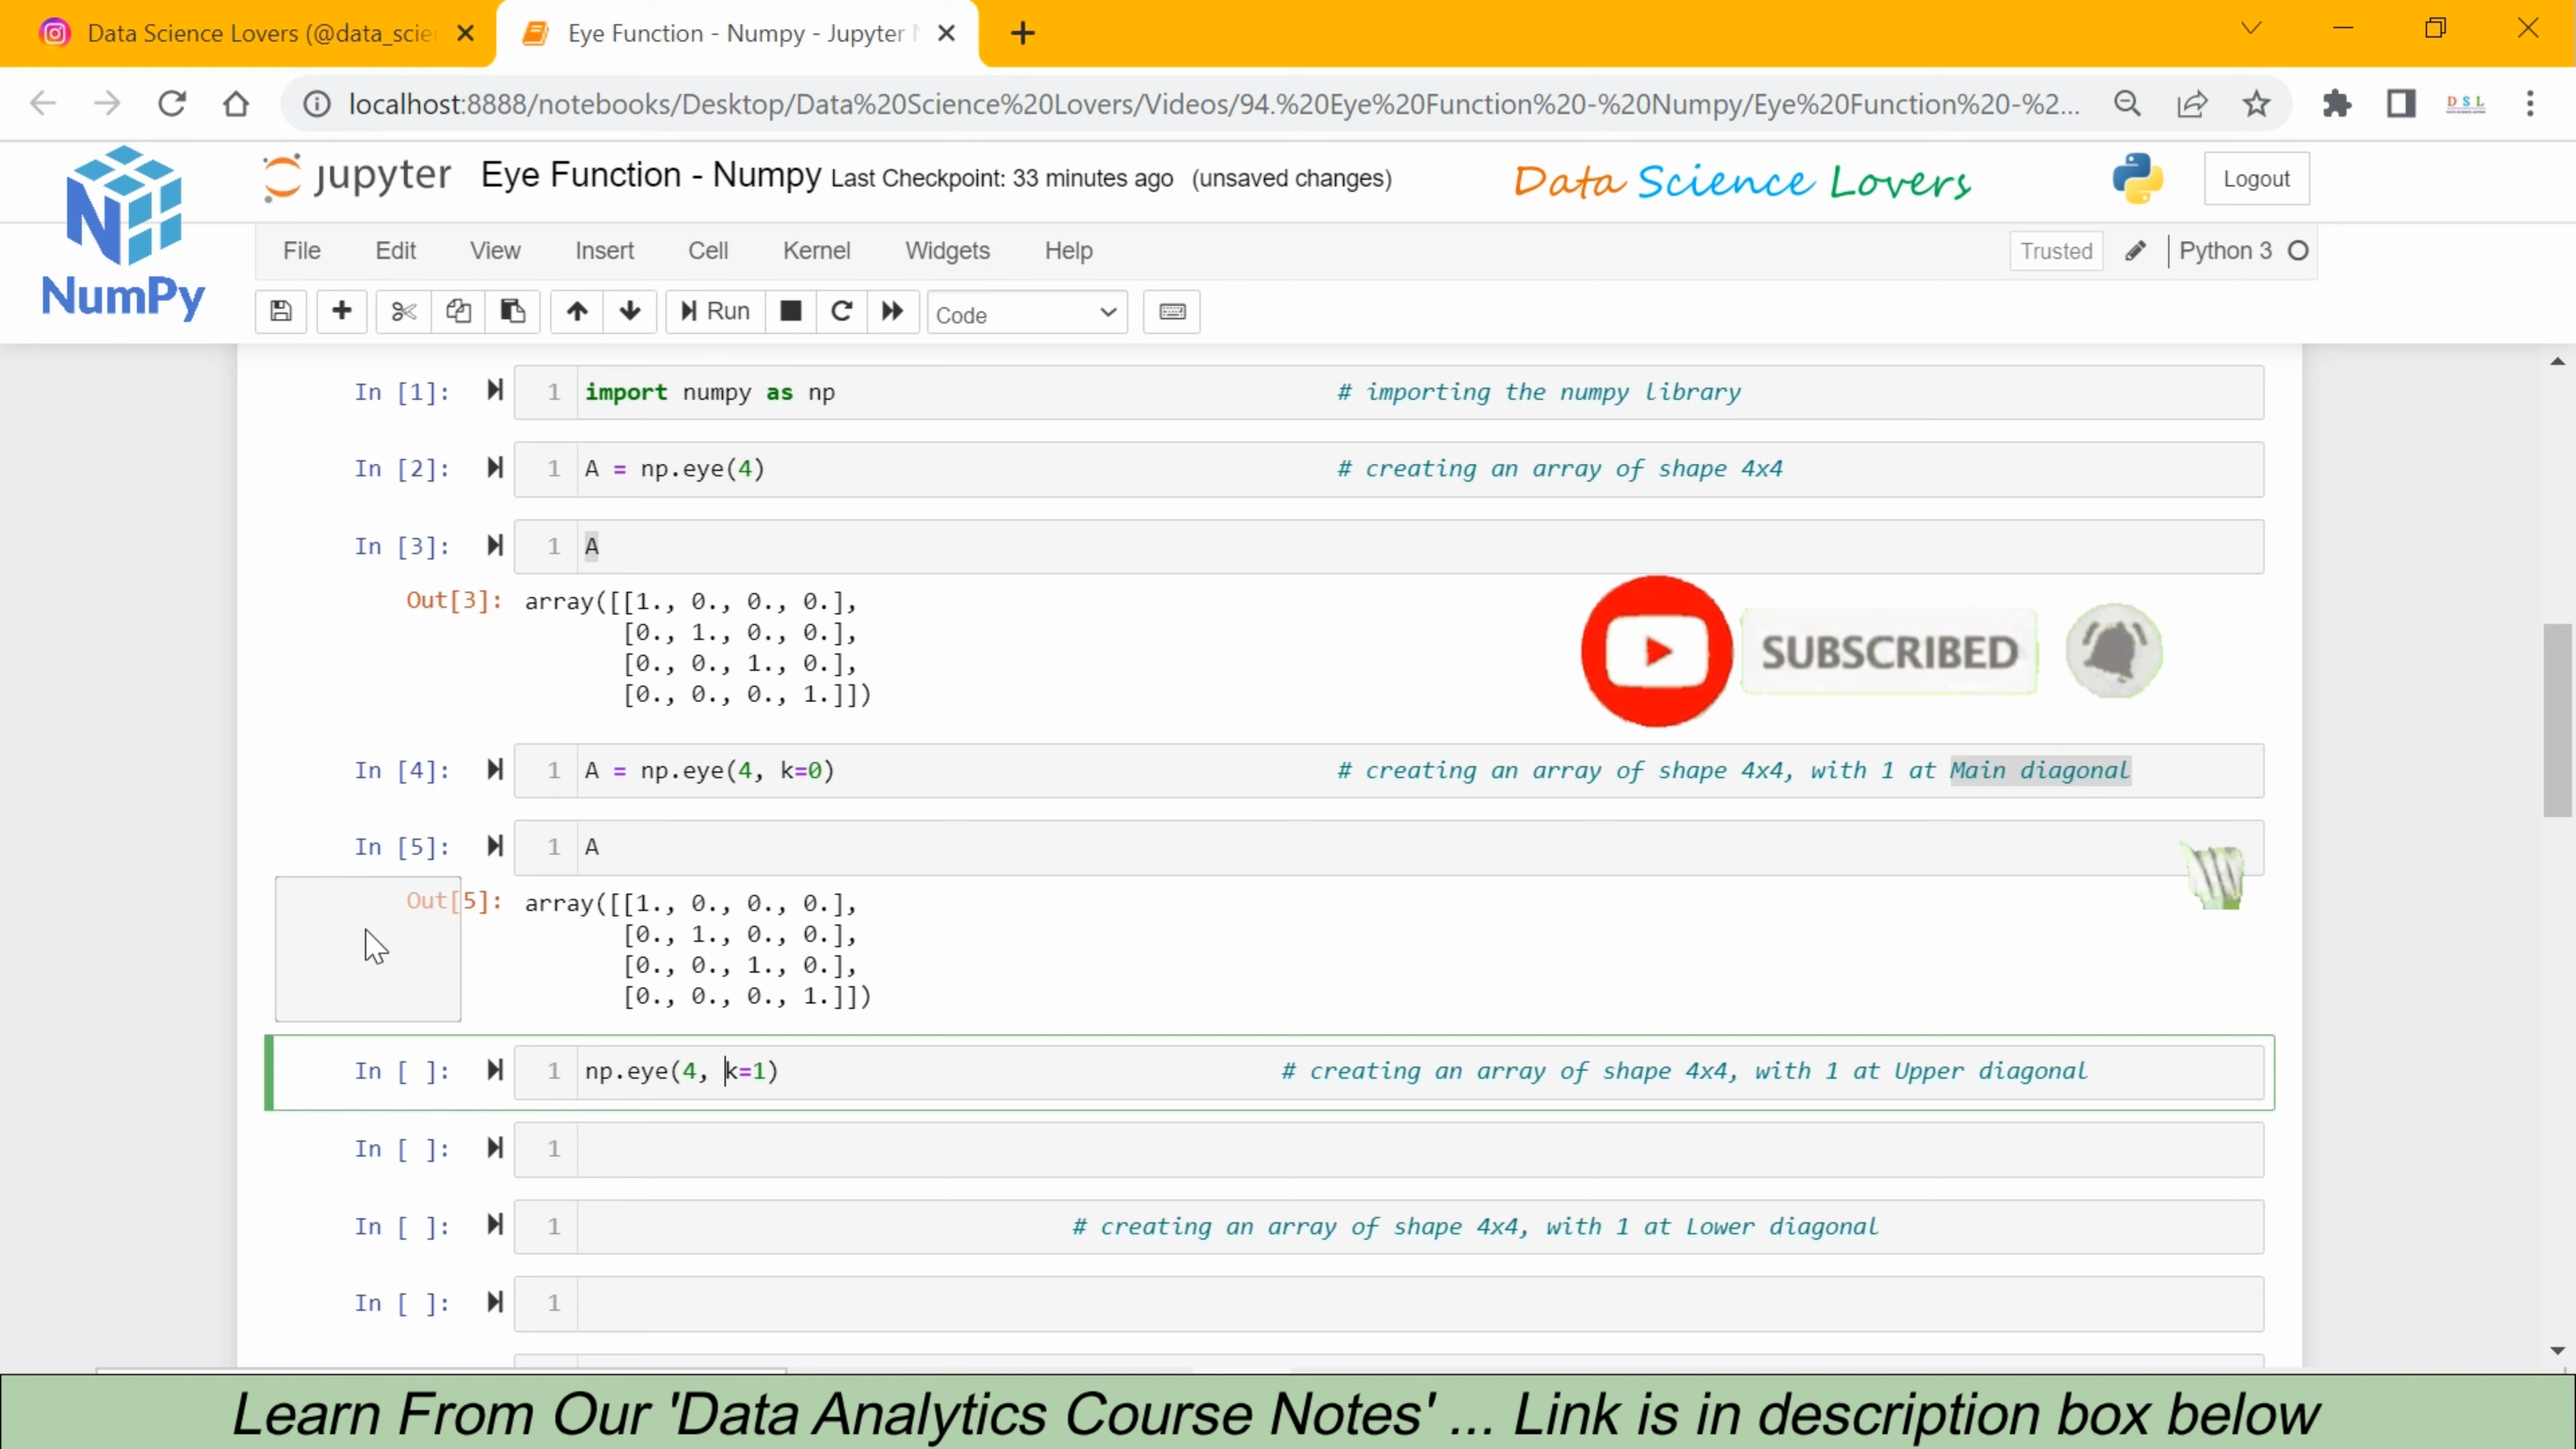 Data Science Lovers (@data_scie
Eye Function - Numpy - Jupyter
localhost:8888/notebooks/Desktop/Data%20Science%20Lovers/Videos/94.%20Eye%20Function%20-%20Numpy/Eye%20Function%20-%2...
D S L
NumPy
jupyter Eye Function - Numpy Last Checkpoint: 33 minutes ago (unsaved changes)
Data Science Lovers
Logout
File Edit View Insert Cell Kernel Widgets Help
Trusted Python 3
Run Code
In [1]: 1 import numpy as np # importing the numpy library
In [2]: 1 A = np.eye(4) # creating an array of shape 4x4
In [3]: 1 A
Out[3]: array([[1., 0., 0., 0.],
[0., 1., 0., 0.],
[0., 0., 1., 0.],
[0., 0., 0., 1.]])
SUBSCRIBED
In [4]: 1 A = np.eye(4, k=0) # creating an array of shape 4x4, with 1 at Main diagonal
In [5]: 1 A
Out[5]: array([[1., 0., 0., 0.],
[0., 1., 0., 0.],
[0., 0., 1., 0.],
[0., 0., 0., 1.]])
In [ ]: 1 np.eye(4, k=1) # creating an array of shape 4x4, with 1 at Upper diagonal
In [ ]: 1
In [ ]: 1 # creating an array of shape 4x4, with 1 at Lower diagonal
In [ ]: 1
Learn From Our 'Data Analytics Course Notes' ... Link is in description box below